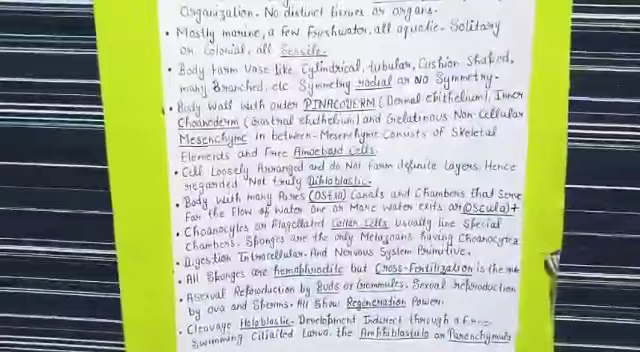 Organization. No distinct tissues or organs.
• Mostly marine, a few Freshwater, all aquatic. Solitary
or Colonial, all Sessile.
• Body Form Vase like Cylindrical, tubular, Cushion Shaped,
many Branched, etc Symmetry radial or No Symmetry.
• Body Wall with outer PINACODERM (Dermal epithelium), Inner
Choanoderm (Gastral epithelium) and Gelatinous Non-Cellular
Mesenchyme in between. Mesenchyme Consists of Skeletal
Elements and Free Amoeboid Cells.
• Cell Loosely Arranged and do Not form definite Layers. Hence
regarded Not truly Dibloblastic.
• Body with many Pores (OSTIA) Canals and Chambers that Serve
For the Flow of Water One or More water exits or (OScula)
• Choanocytes or Flagellated Collar Cells usually line Special
Chambers. Sponges are the only Metazoans having Choanocytes
• Digestion Intracellular. And Nervous System Primitive.
• All Sponges are hemaphrodite but Cross-Fertilization is the rule
• Asexual Reproduction by Buds or Gemmules. Sexual reproduction
by Ova and Sperms. All Show Regeneration Power.
• Cleavage Holoblastic. Development Indirect through a Free
Swimming Ciliated Larva, the Amphiblastula or Parenchymula